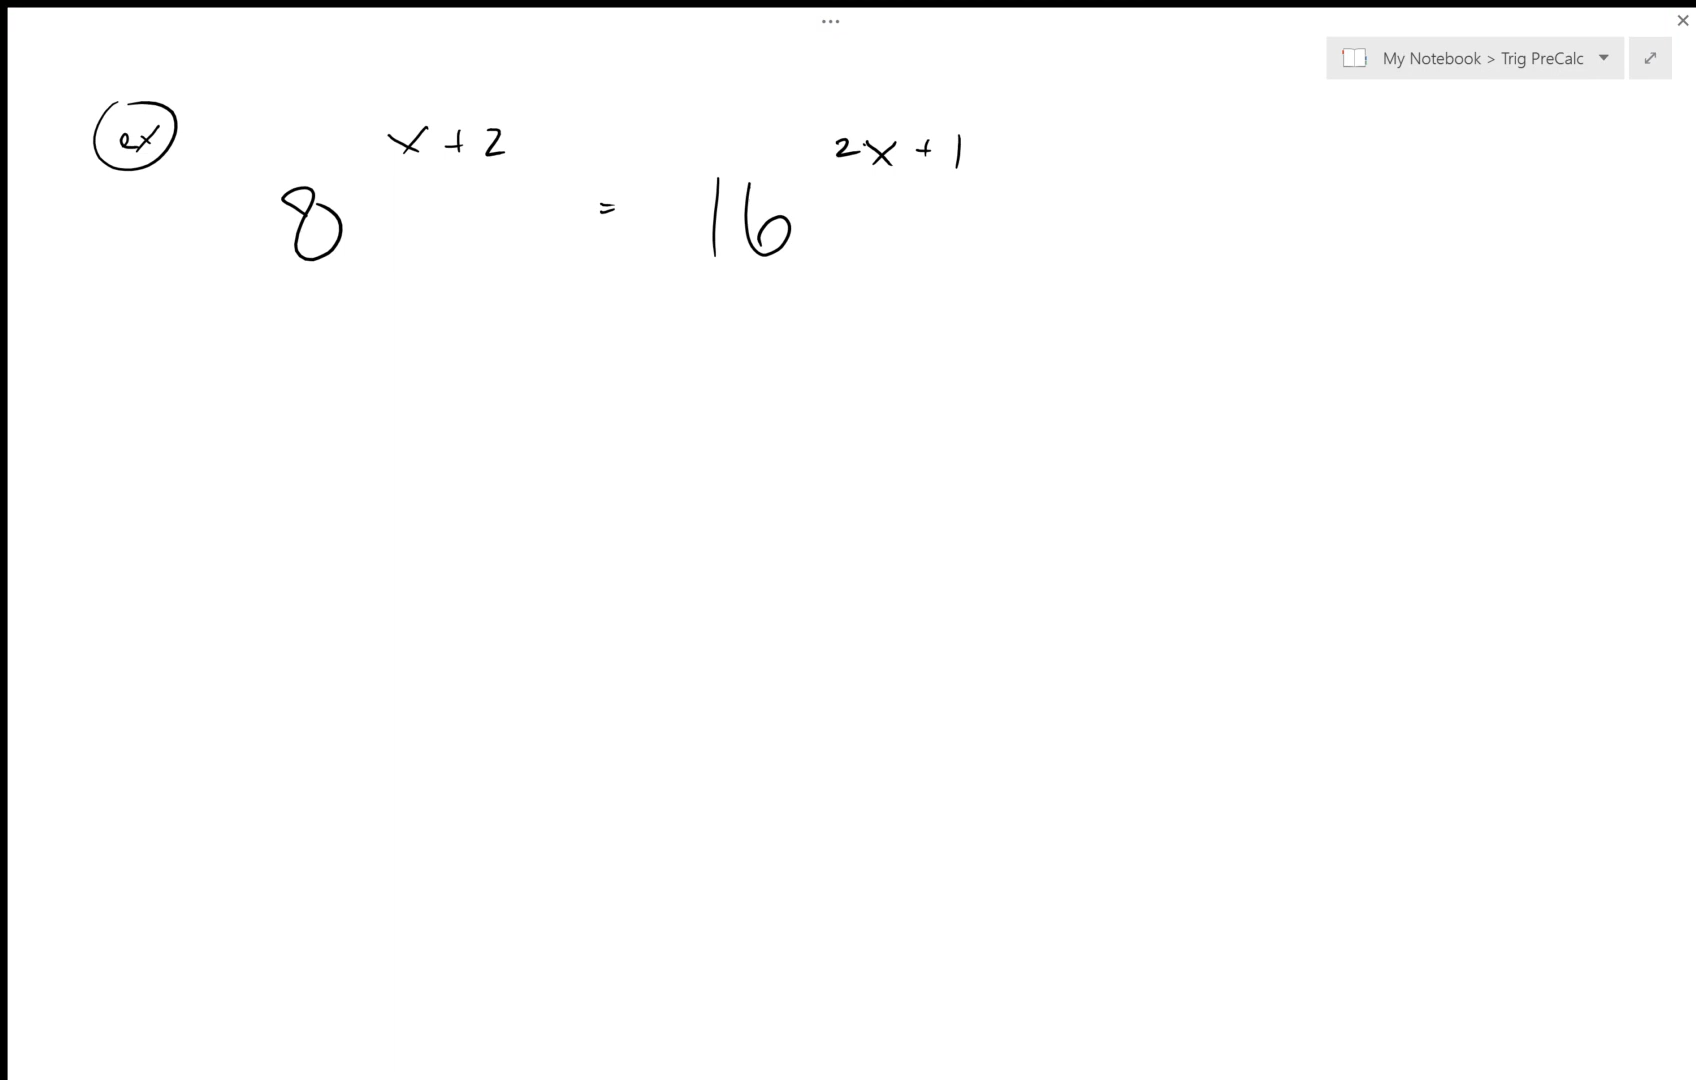 My Notebook > Trig PreCalc
ex
8^{x+2} = 16^{2x+1}